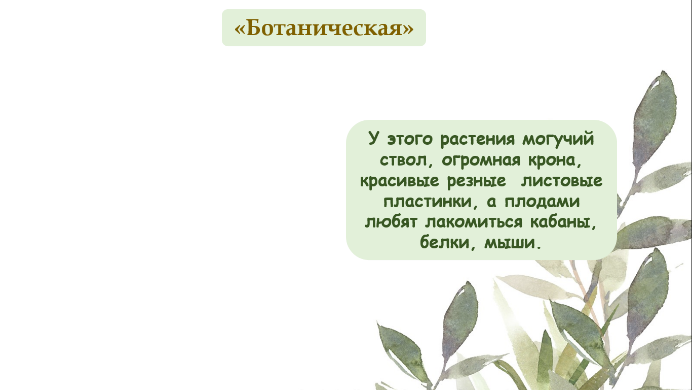 «Ботаническая»
У этого растения могучий
ствол, огромная крона,
красивые резные листовые
пластинки, а плодами
любят лакомиться кабаны,
белки, мыши.